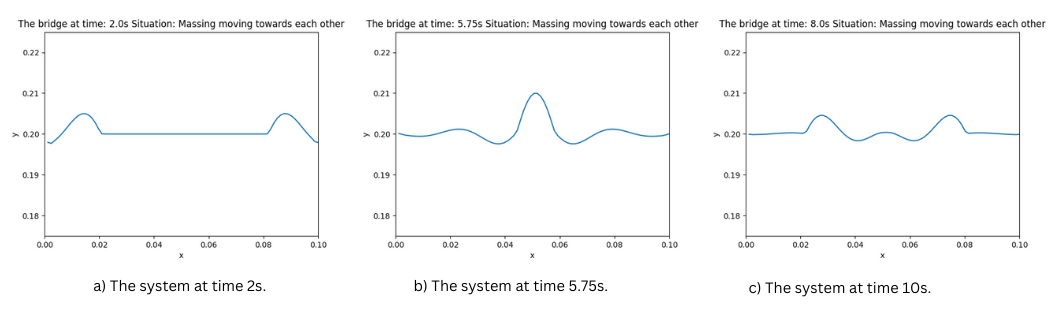 The bridge at time: 2.0s Situation: Massing moving towards each other
0.22
0.21
0.20
0.19
0.18
y
0.00 0.02 0.04 0.06 0.08 0.10
x
a) The system at time 2s.
The bridge at time: 5.75s Situation: Massing moving towards each other
0.22
0.21
0.20
0.19
0.18
y
0.00 0.02 0.04 0.06 0.08 0.10
x
b) The system at time 5.75s.
The bridge at time: 8.0s Situation: Massing moving towards each other
0.22
0.21
0.20
0.19
0.18
y
0.00 0.02 0.04 0.06 0.08 0.10
x
c) The system at time 10s.